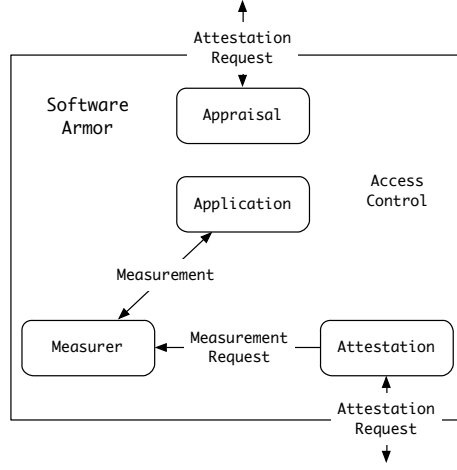 Attestation
Request
Software
Armor
Appraisal
Application
Access
Control
Measurement
Measurer
Measurement
Request
Attestation
Attestation
Request